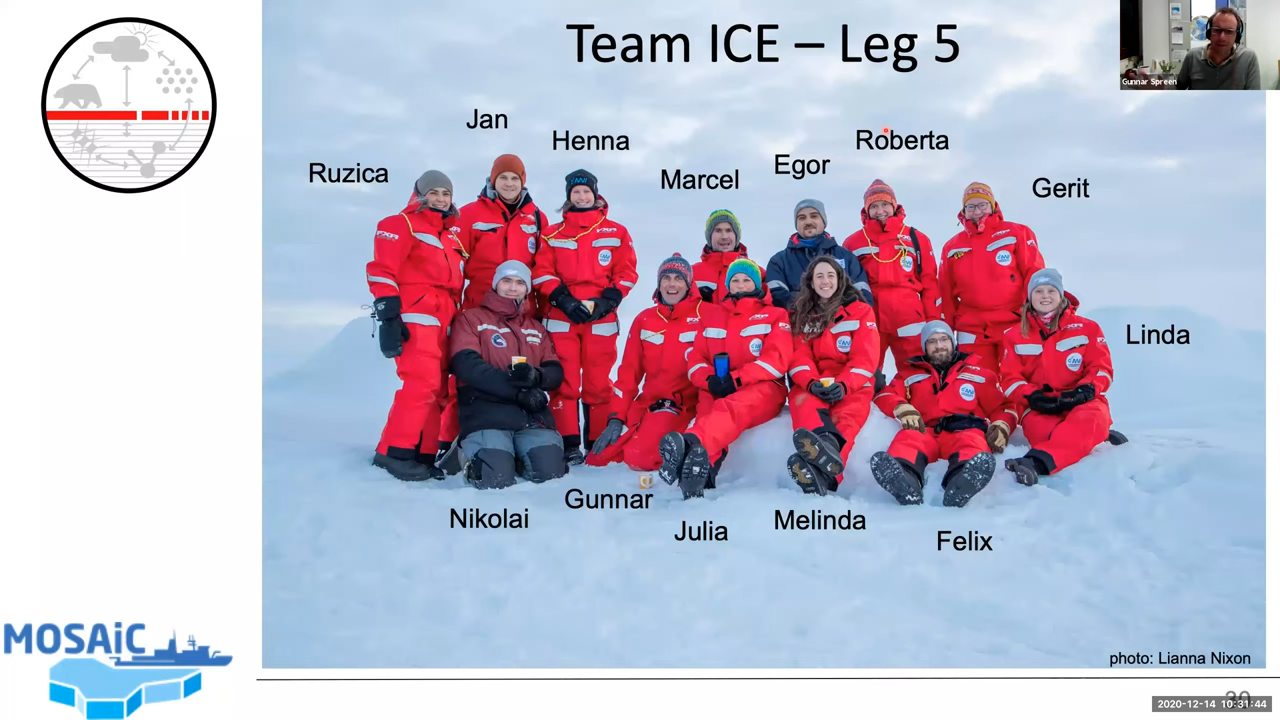 Team ICE – Leg 5
Gunnar Spreen
Jan
Henna
Roberta
Egor
Ruzica
Marcel
Gerit
Linda
Gunnar
Nikolai
Julia
Melinda
Felix
MOSAiC
photo: Lianna Nixon
30
2020-12-14 10:31:44